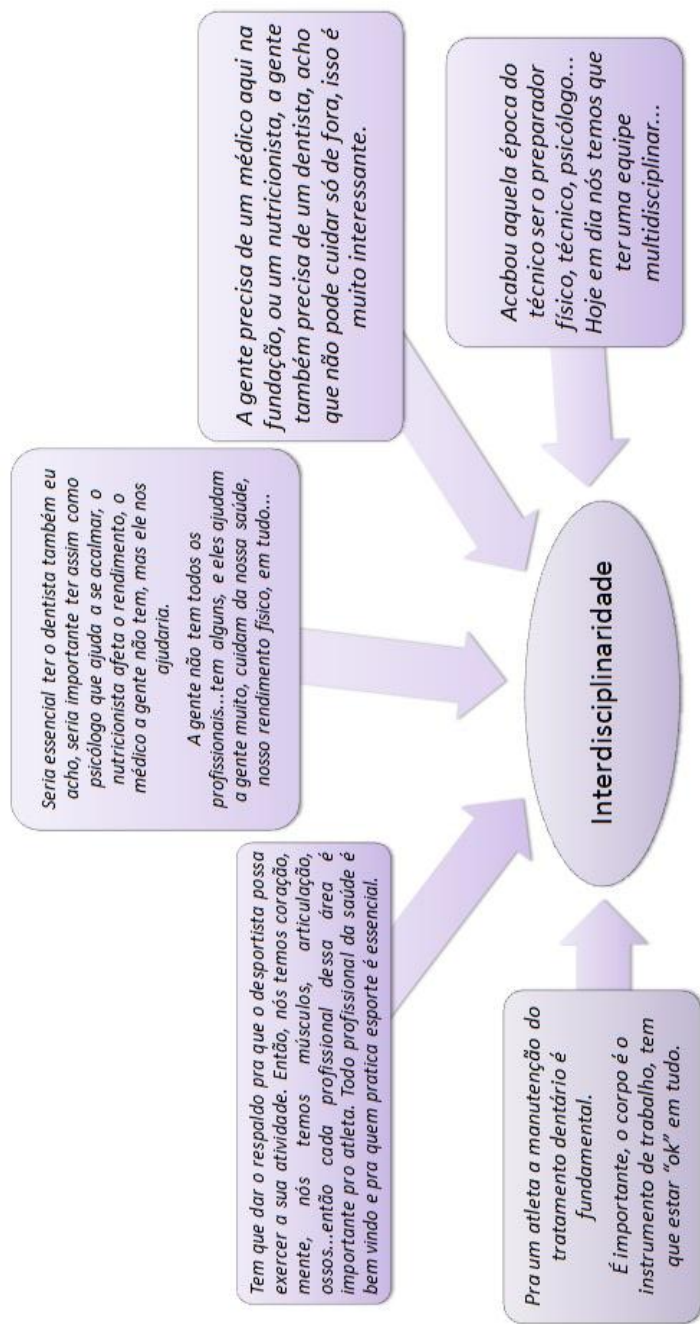 Pra um atleta a manutenção do
tratamento dentário é
fundamental.
É importante, o corpo é o
instrumento de trabalho, tem
que estar “ok” em tudo.
Tem que dar o respaldo pra que o desportista possa
exercer a sua atividade. Então, nós temos coração,
mente, nós temos músculos, articulação,
ossos...então cada profissional dessa área é
importante pro atleta. Todo profissional da saúde é
bem vindo e pra quem pratica esporte é essencial.
Seria essencial ter o dentista também eu
acho, seria importante ter assim como
psicólogo que ajuda a se acalmar, o
nutricionista afeta o rendimento, o
médico a gente não tem, mas ele nos
ajudaria.
A gente não tem todos os
profissionais...tem alguns, e eles ajudam
a gente muito, cuidam da nossa saúde,
nosso rendimento físico, em tudo...
A gente precisa de um médico aqui na
fundação, ou um nutricionista, a gente
também precisa de um dentista, acho
que não pode cuidar só de fora, isso é
muito interessante.
Acabou aquela época do
técnico ser o preparador
físico, técnico, psicólogo...
Hoje em dia nós temos que
ter uma equipe
multidisciplinar...
Interdisciplinaridade